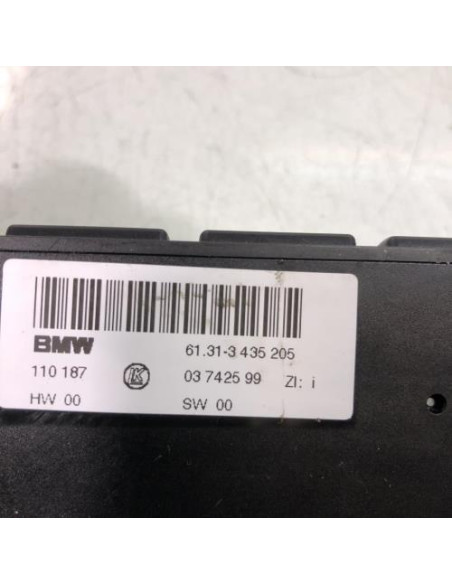 BMW 61.31-3 435 205
110 187 K 03 7425 99 ZI: i
HW 00 SW 00